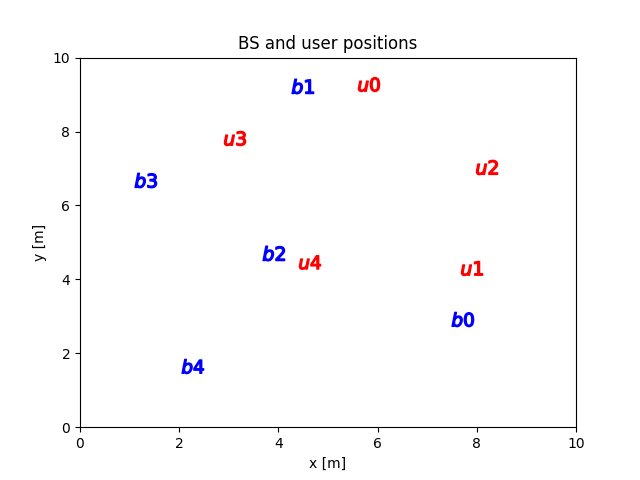 BS and user positions
10
b1
u0
8
u3
u2
b3
6
y [m]
b2
u4
u1
4
b0
2
b4
0
0 2 4 6 8 10
x [m]